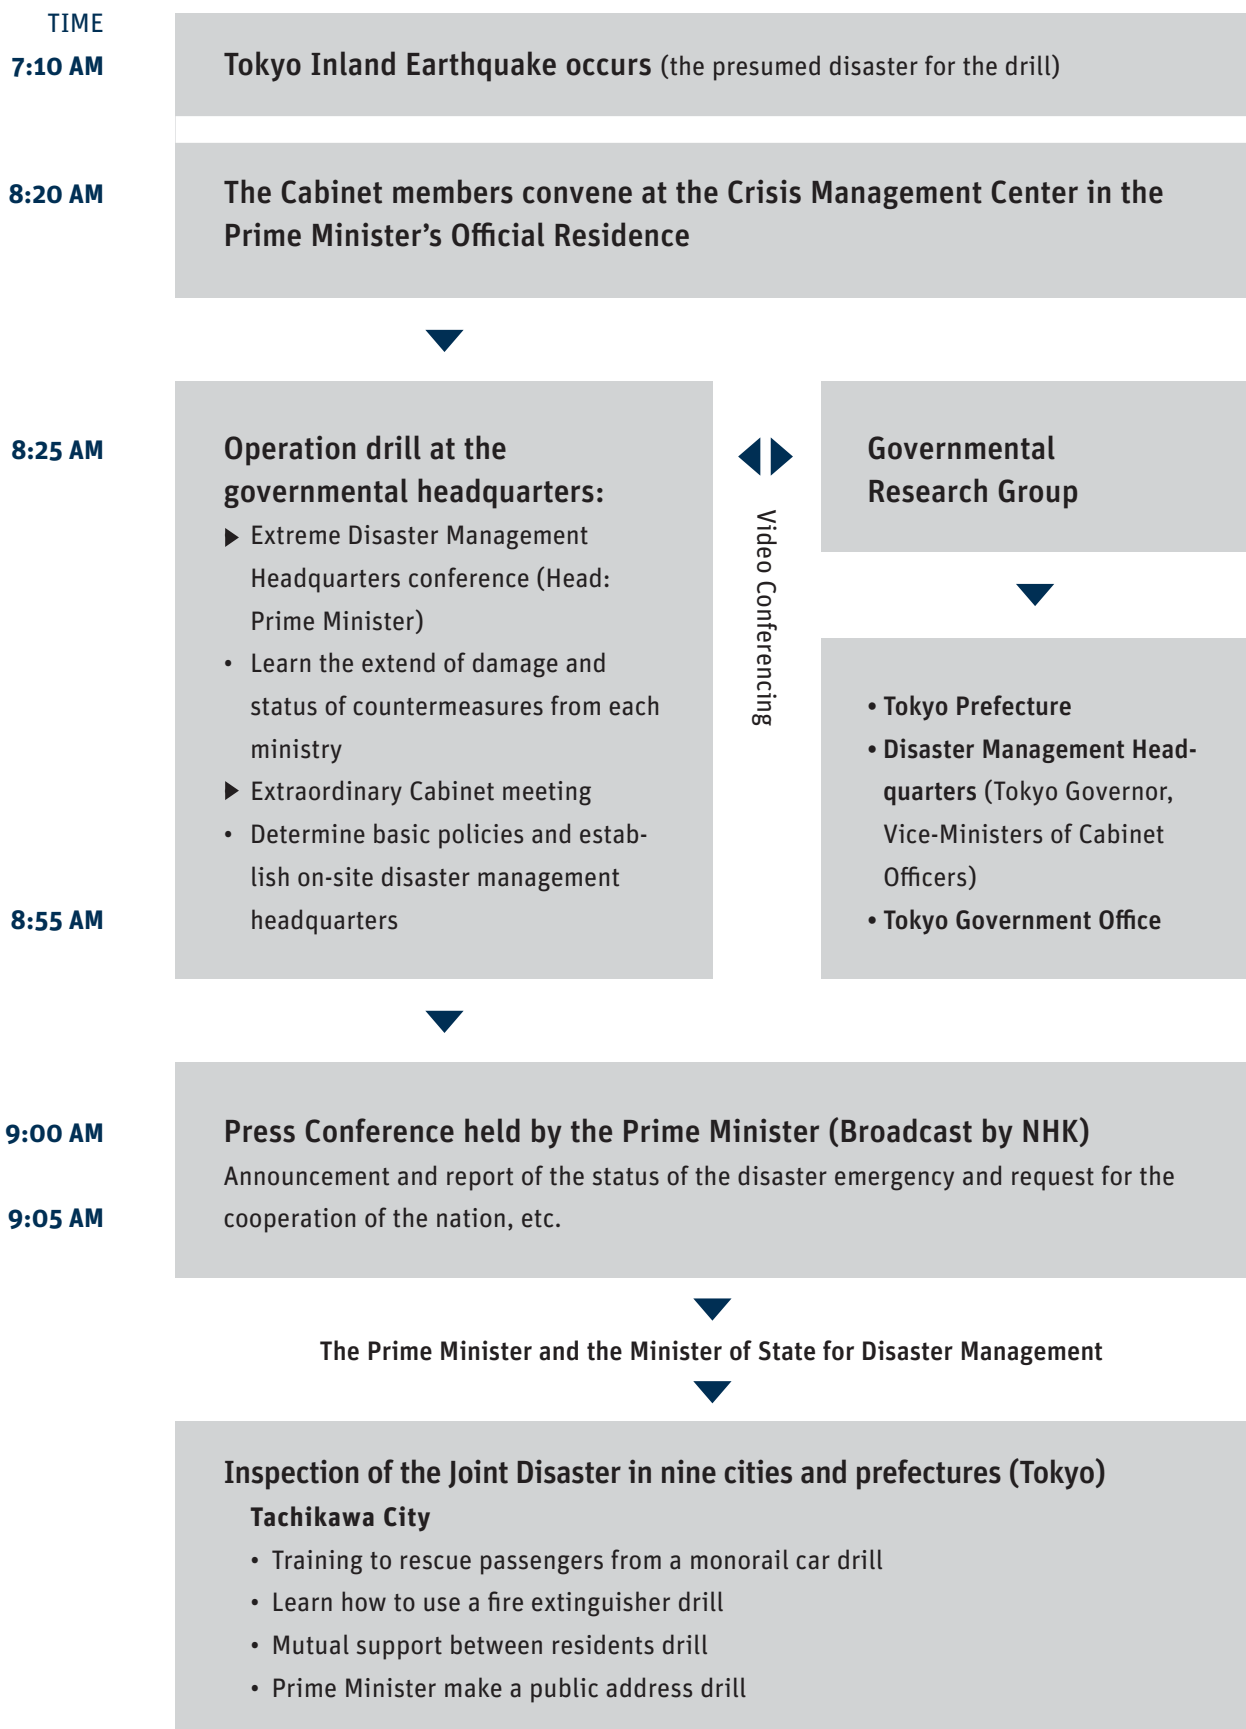 TIME
7:10 AM
Tokyo Inland Earthquake occurs (the presumed disaster for the drill)
8:20 AM
The Cabinet members convene at the Crisis Management Center in the
Prime Minister’s Official Residence
8:25 AM
Operation drill at the
governmental headquarters:
▶ Extreme Disaster Management
Headquarters conference (Head:
Prime Minister)
• Learn the extend of damage and
status of countermeasures from each
ministry
▶ Extraordinary Cabinet meeting
• Determine basic policies and estab-
lish on-site disaster management
headquarters
8:55 AM
Video Conferencing
Governmental
Research Group
• Tokyo Prefecture
• Disaster Management Head-
quarters (Tokyo Governor,
Vice-Ministers of Cabinet
Officers)
• Tokyo Government Office
9:00 AM
Press Conference held by the Prime Minister (Broadcast by NHK)
Announcement and report of the status of the disaster emergency and request for the
9:05 AM
cooperation of the nation, etc.
The Prime Minister and the Minister of State for Disaster Management
Inspection of the Joint Disaster in nine cities and prefectures (Tokyo)
Tachikawa City
• Training to rescue passengers from a monorail car drill
• Learn how to use a fire extinguisher drill
• Mutual support between residents drill
• Prime Minister make a public address drill